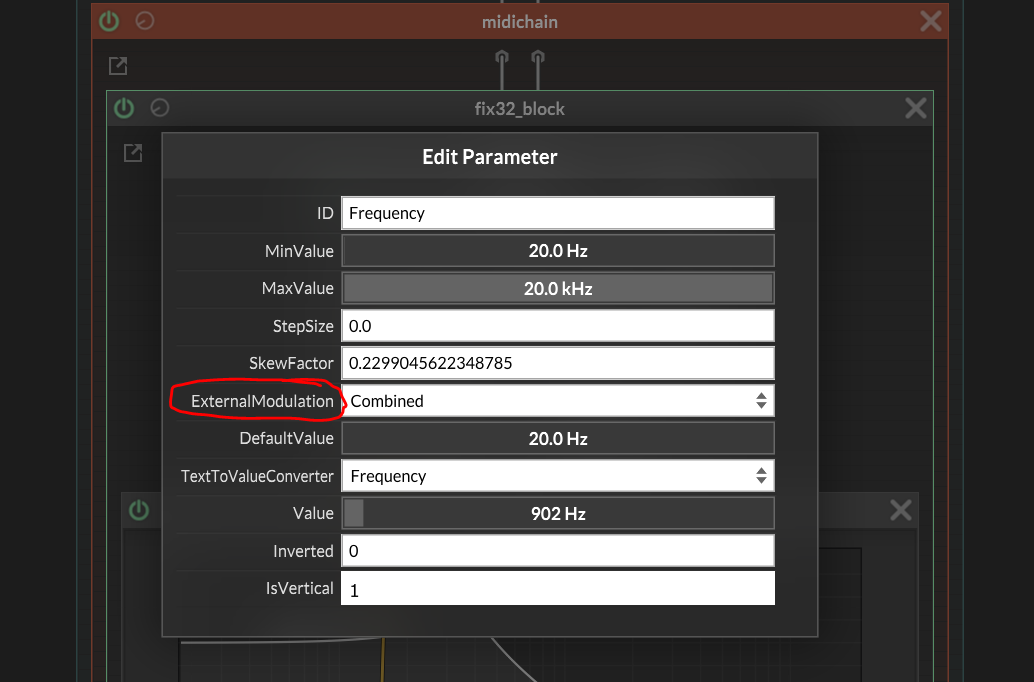 midichain
fix32_block
Edit Parameter
ID Frequency
MinValue 20.0 Hz
MaxValue 20.0 kHz
StepSize 0.0
SkewFactor 0.2299045622348785
ExternalModulation Combined
DefaultValue 20.0 Hz
TextToValueConverter Frequency
Value 902 Hz
Inverted 0
IsVertical 1